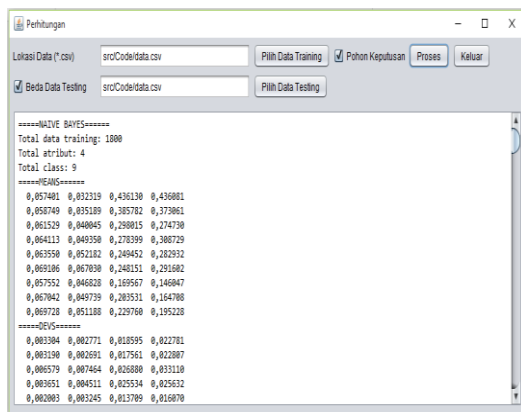 Perhitungan
Lokasi Data (*.csv) src/Code/data.csv Pilih Data Training Pohon Keputusan Proses Keluar
Beda Data Testing src/Code/data.csv Pilih Data Testing
=====NAIVE BAYES======
Total data training: 1800
Total atribut: 4
Total class: 9
=====MEANS======
0,057401 0,032319 0,436130 0,436081
0,058749 0,035189 0,385782 0,373061
0,061529 0,040045 0,298015 0,274730
0,064113 0,049350 0,278399 0,308729
0,063550 0,052182 0,249452 0,282932
0,069106 0,067030 0,248151 0,291602
0,057552 0,046828 0,169567 0,146047
0,067042 0,049739 0,203531 0,164708
0,069728 0,051188 0,229760 0,195228
=====DEVS======
0,003304 0,002771 0,018595 0,022781
0,003190 0,002691 0,017561 0,022807
0,006579 0,007464 0,026880 0,033110
0,003651 0,004511 0,025534 0,025632
0,002003 0,003245 0,013709 0,016070